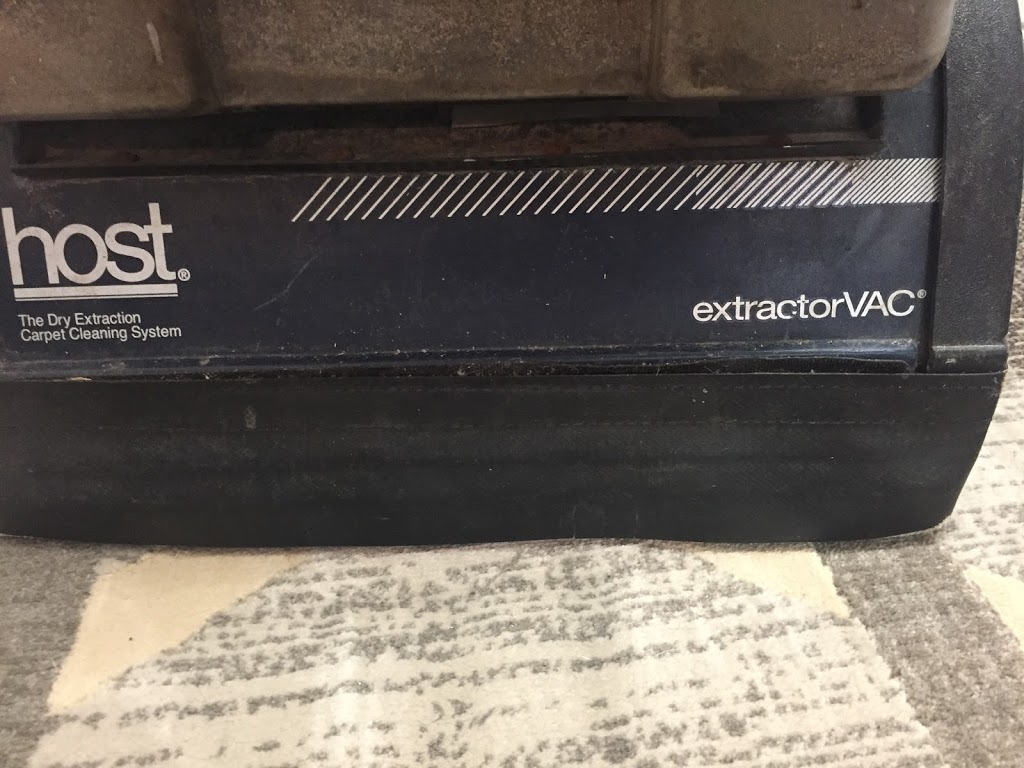 host®
The Dry Extraction
Carpet Cleaning System
extractorVAC®